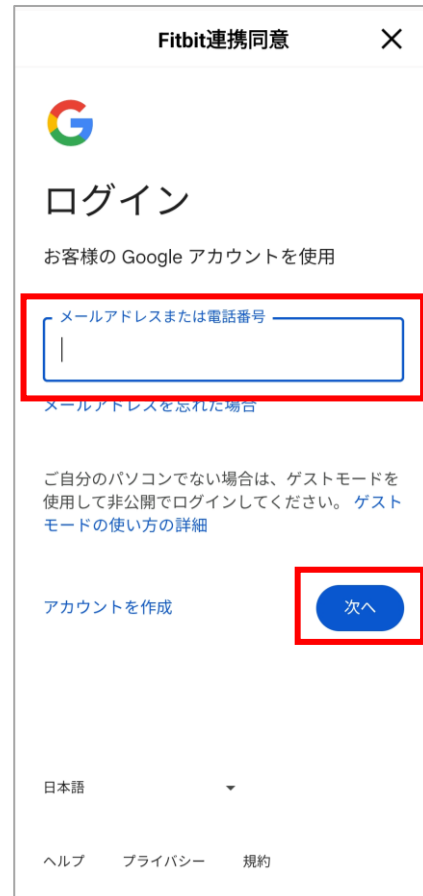 Fitbit連携同意
ログイン
お客様の Google アカウントを使用
メールアドレスまたは電話番号
メールアドレスを忘れた場合
ご自分のパソコンでない場合は、ゲストモードを
使用して非公開でログインしてください。 ゲスト
モードの使い方の詳細
アカウントを作成
次へ
日本語
ヘルプ プライバシー 規約